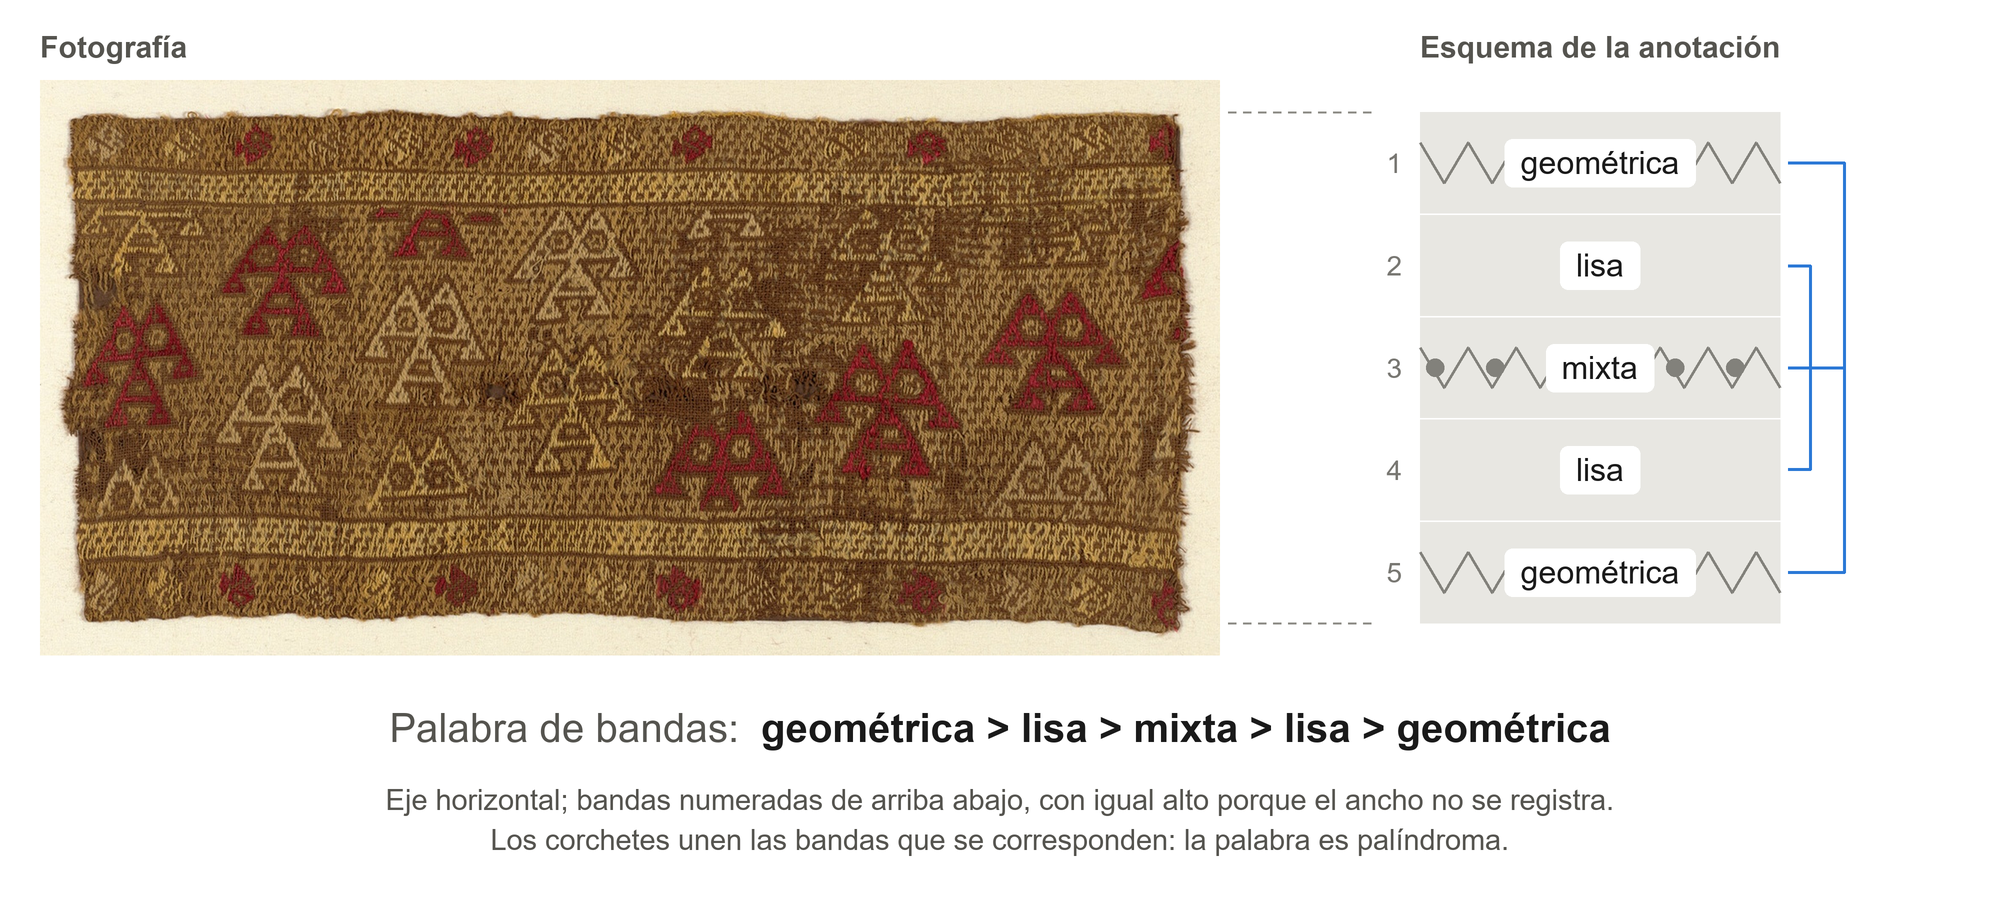 Fotografía
Esquema de la anotación
1 geométrica
2 lisa
3 mixta
4 lisa
5 geométrica
Palabra de bandas: geométrica > lisa > mixta > lisa > geométrica
Eje horizontal; bandas numeradas de arriba abajo, con igual alto porque el ancho no se registra.
Los corchetes unen las bandas que se corresponden: la palabra es palíndroma.